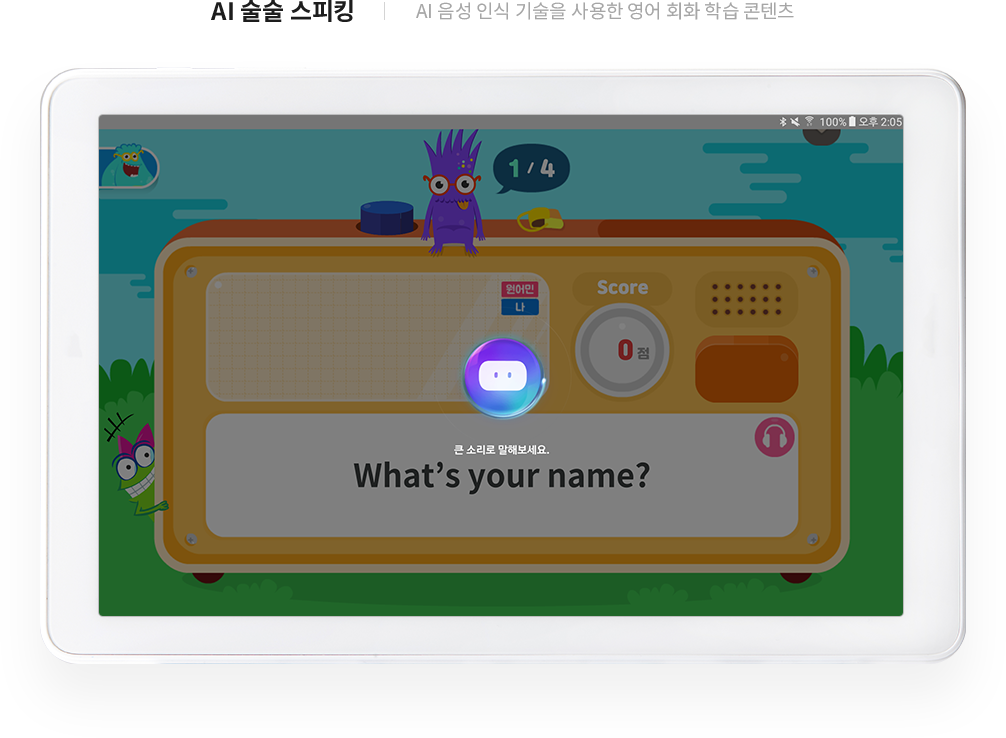 AI 술술 스피킹 | AI 음성 인식 기술을 사용한 영어 회화 학습 콘텐츠
100% 오후 2:05
1 / 4
원어민
나
Score
0점
큰 소리로 말해보세요.
What's your name?